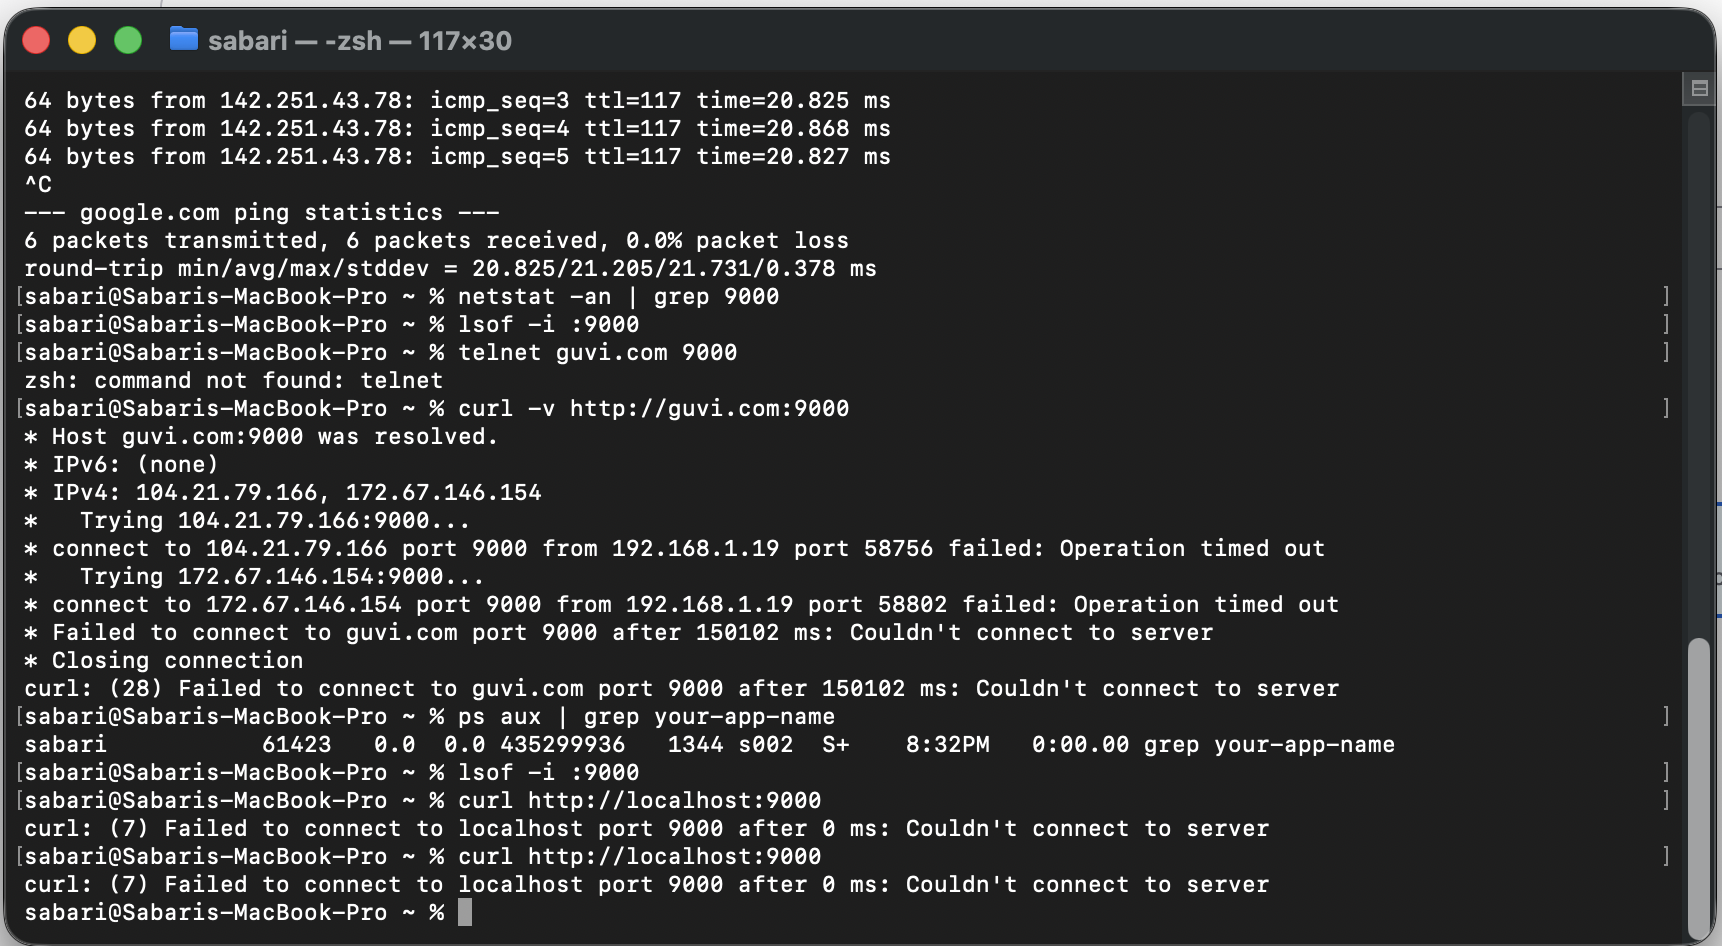 sabari — -zsh — 117×30
64 bytes from 142.251.43.78: icmp_seq=3 ttl=117 time=20.825 ms
64 bytes from 142.251.43.78: icmp_seq=4 ttl=117 time=20.868 ms
64 bytes from 142.251.43.78: icmp_seq=5 ttl=117 time=20.827 ms
^C
--- google.com ping statistics ---
6 packets transmitted, 6 packets received, 0.0% packet loss
round-trip min/avg/max/stddev = 20.825/21.205/21.731/0.378 ms
[sabari@Sabaris-MacBook-Pro ~ % netstat -an | grep 9000 ]
[sabari@Sabaris-MacBook-Pro ~ % lsof -i :9000 ]
[sabari@Sabaris-MacBook-Pro ~ % telnet guvi.com 9000 ]
zsh: command not found: telnet
[sabari@Sabaris-MacBook-Pro ~ % curl -v http://guvi.com:9000 ]
* Host guvi.com:9000 was resolved.
* IPv6: (none)
* IPv4: 104.21.79.166, 172.67.146.154
*   Trying 104.21.79.166:9000...
* connect to 104.21.79.166 port 9000 from 192.168.1.19 port 58756 failed: Operation timed out
*   Trying 172.67.146.154:9000...
* connect to 172.67.146.154 port 9000 from 192.168.1.19 port 58802 failed: Operation timed out
* Failed to connect to guvi.com port 9000 after 150102 ms: Couldn't connect to server
* Closing connection
curl: (28) Failed to connect to guvi.com port 9000 after 150102 ms: Couldn't connect to server
[sabari@Sabaris-MacBook-Pro ~ % ps aux | grep your-app-name ]
sabari           61423   0.0  0.0 435299936   1344 s002  S+    8:32PM   0:00.00 grep your-app-name
[sabari@Sabaris-MacBook-Pro ~ % lsof -i :9000 ]
[sabari@Sabaris-MacBook-Pro ~ % curl http://localhost:9000 ]
curl: (7) Failed to connect to localhost port 9000 after 0 ms: Couldn't connect to server
[sabari@Sabaris-MacBook-Pro ~ % curl http://localhost:9000 ]
curl: (7) Failed to connect to localhost port 9000 after 0 ms: Couldn't connect to server
sabari@Sabaris-MacBook-Pro ~ %